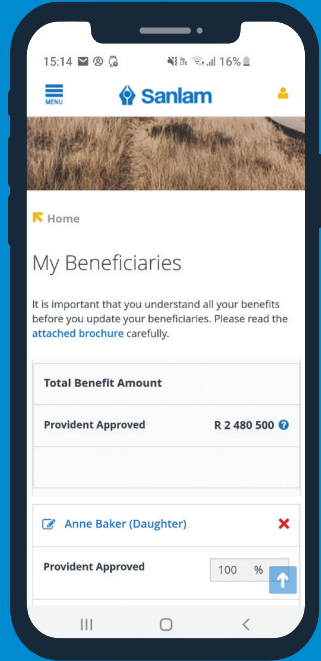 15:14 16%
MENU
Sanlam
Home
My Beneficiaries
It is important that you understand all your benefits
before you update your beneficiaries. Please read the
attached brochure carefully.
Total Benefit Amount
Provident Approved R 2 480 500 ?
Anne Baker (Daughter)
Provident Approved 100 %